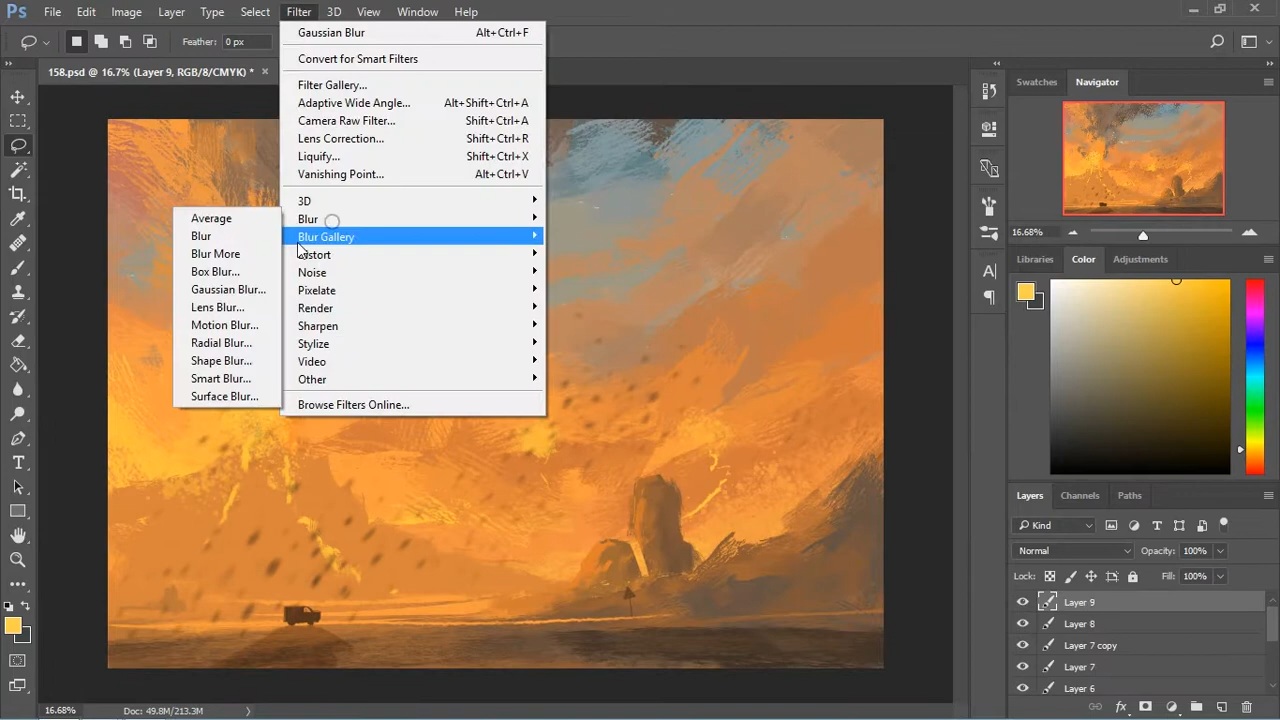 Ps File Edit Image Layer Type Select Filter 3D View Window Help
Feather: 0 px
158.psd @ 16.7% (Layer 9, RGB/8/CMYK) *
Gaussian Blur Alt+Ctrl+F
Convert for Smart Filters
Filter Gallery...
Adaptive Wide Angle... Alt+Shift+Ctrl+A
Camera Raw Filter... Shift+Ctrl+A
Lens Correction... Shift+Ctrl+R
Liquify... Shift+Ctrl+X
Vanishing Point... Alt+Ctrl+V
3D
Blur
Blur Gallery
Noise
Pixelate
Render
Sharpen
Stylize
Video
Other
Browse Filters Online...
Average
Blur
Blur More
Box Blur...
Gaussian Blur...
Lens Blur...
Motion Blur...
Radial Blur...
Shape Blur...
Smart Blur...
Surface Blur...
Swatches Navigator
16.68%
Libraries Color Adjustments
Layers Channels Paths
Kind
Normal Opacity: 100%
Lock: Fill: 100%
Layer 9
Layer 8
Layer 7 copy
Layer 7
Layer 6
16.68% Doc: 49.8M/213.3M